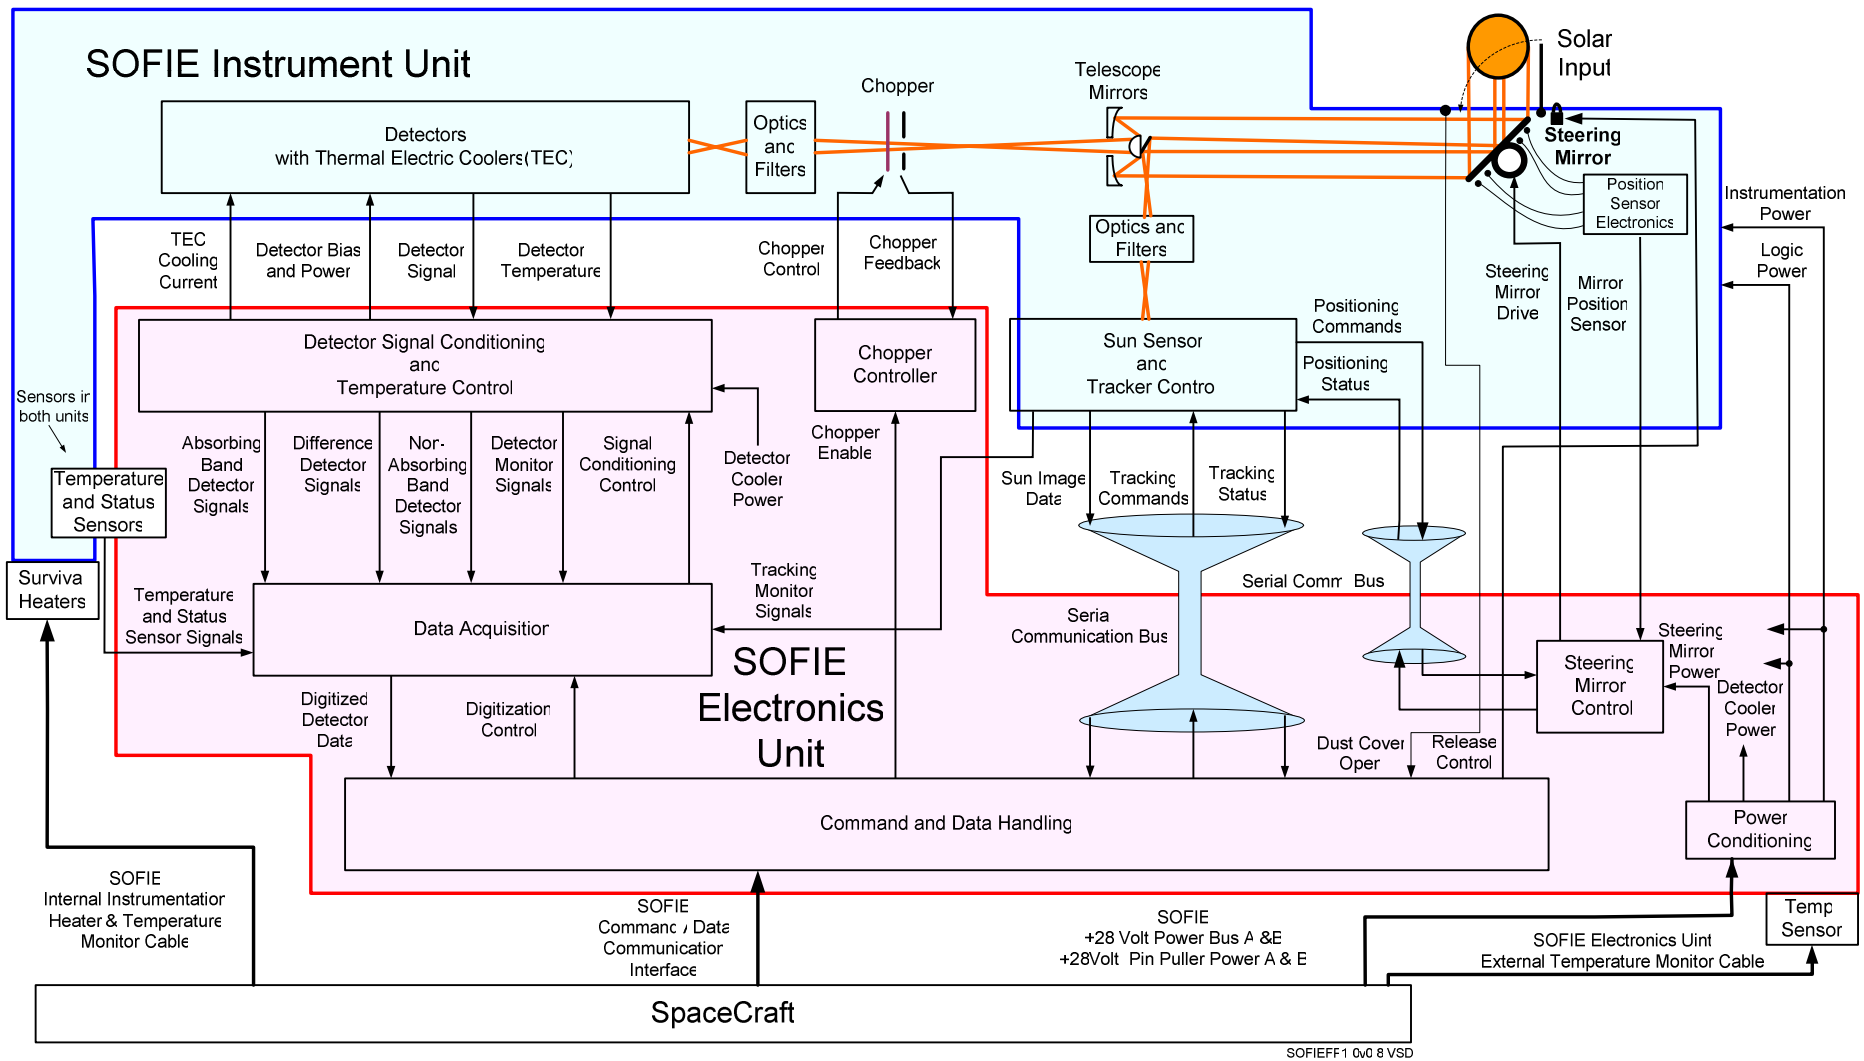 SOFIE Instrument Unit
Solar
Input
Telescope
Mirrors
Chopper
Detectors
with Thermal Electric Coolers(TEC)
Optics
and
Filters
Steering
Mirror
Position
Sensor
Electronics
Instrumentation
Power
Logic
Power
Optics and
Filters
TEC
Cooling
Current
Detector Bias
and Power
Detector
Signal
Detector
Temperature
Chopper
Control
Chopper
Feedback
Steering
Mirror
Drive
Mirror
Position
Sensor
Positioning
Commands
Positioning
Status
Detector Signal Conditioning
and
Temperature Control
Chopper
Controller
Sun Sensor
and
Tracker Contro
Sensors in
both units
Temperature
and Status
Sensors
Absorbing
Band
Detector
Signals
Difference
Detector
Signals
Non-
Absorbing
Band
Detector
Signals
Detector
Monitor
Signals
Signal
Conditioning
Control
Detector
Cooler
Power
Chopper
Enable
Sun Image
Data
Tracking
Commands
Tracking
Status
Surviva
Heaters
Temperature
and Status
Sensor Signals
Data Acquisition
Tracking
Monitor
Signals
Seria
Communication Bus
Serial Comm Bus
SOFIE
Electronics
Unit
Steering
Mirror
Control
Steering
Mirror
Power
Detector
Cooler
Power
Digitized
Detector
Data
Digitization
Control
Dust Cover
Open
Release
Control
Command and Data Handling
Power
Conditioning
SOFIE
Internal Instrumentation
Heater & Temperature
Monitor Cable
SOFIE
Command / Data
Communication
Interface
SOFIE
+28 Volt Power Bus A &B
+28Volt Pin Puller Power A & B
SOFIE Electronics Uint
External Temperature Monitor Cable
Temp
Sensor
SpaceCraft